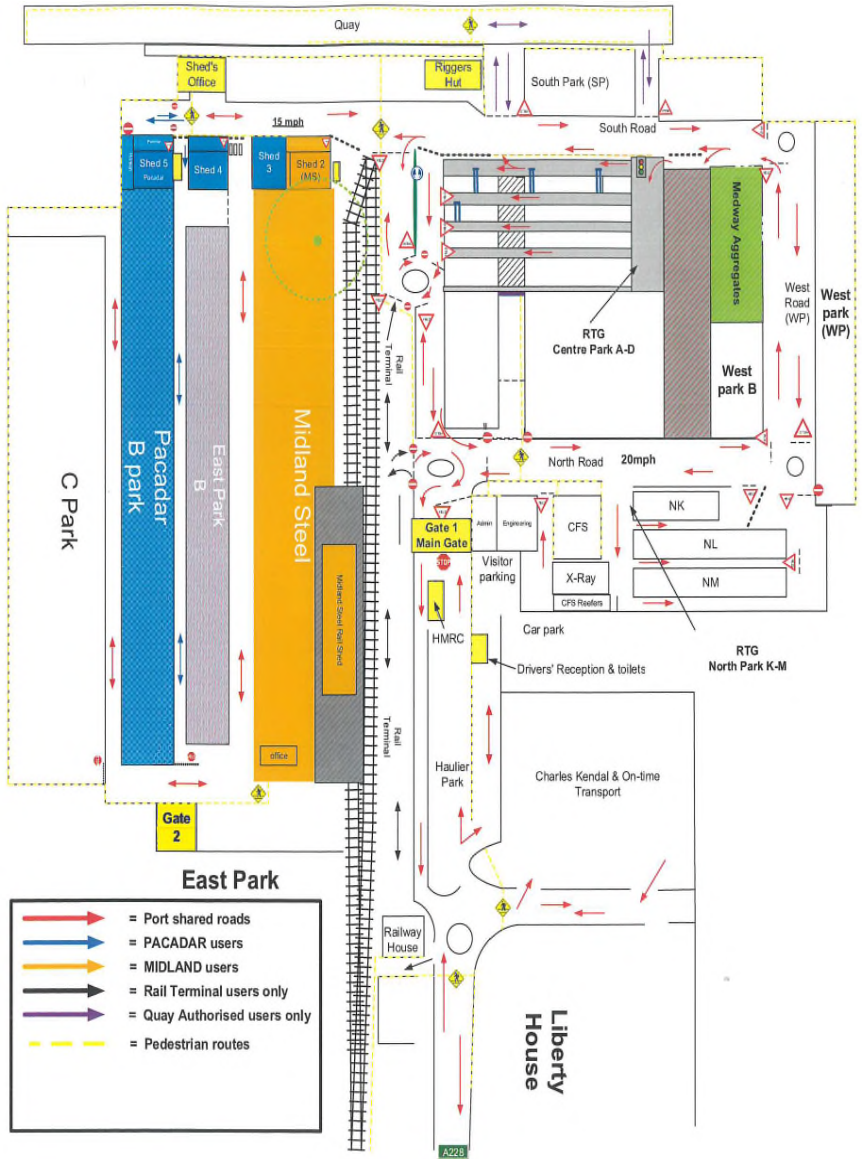 Quay
Shed's
Office
Riggers
Hut
South Park (SP)
15 mph
South Road
Shed 5
Pacadar
Shed 4
Shed
3
Shed 2
(MS)
Medway Aggregates
West
Road
(WP)
West
park
(WP)
RTG
Centre Park A-D
West
park B
Rail
Terminal
C Park
Pacadar
B park
East Park
B
Midland Steel
Midland Steel Rail Shed
office
North Road
20mph
Gate 1
Main Gate
STOP
Admin
Engineering
CFS
X-Ray
CFS Reefers
NK
NL
NM
Visitor
parking
HMRC
Car park
Drivers' Reception & toilets
RTG
North Park K-M
Rail
Terminal
Haulier
Park
Charles Kendal & On-time
Transport
Gate
2
East Park
Railway
House
Liberty
House
= Port shared roads
= PACADAR users
= MIDLAND users
= Rail Terminal users only
= Quay Authorised users only
= Pedestrian routes
A228